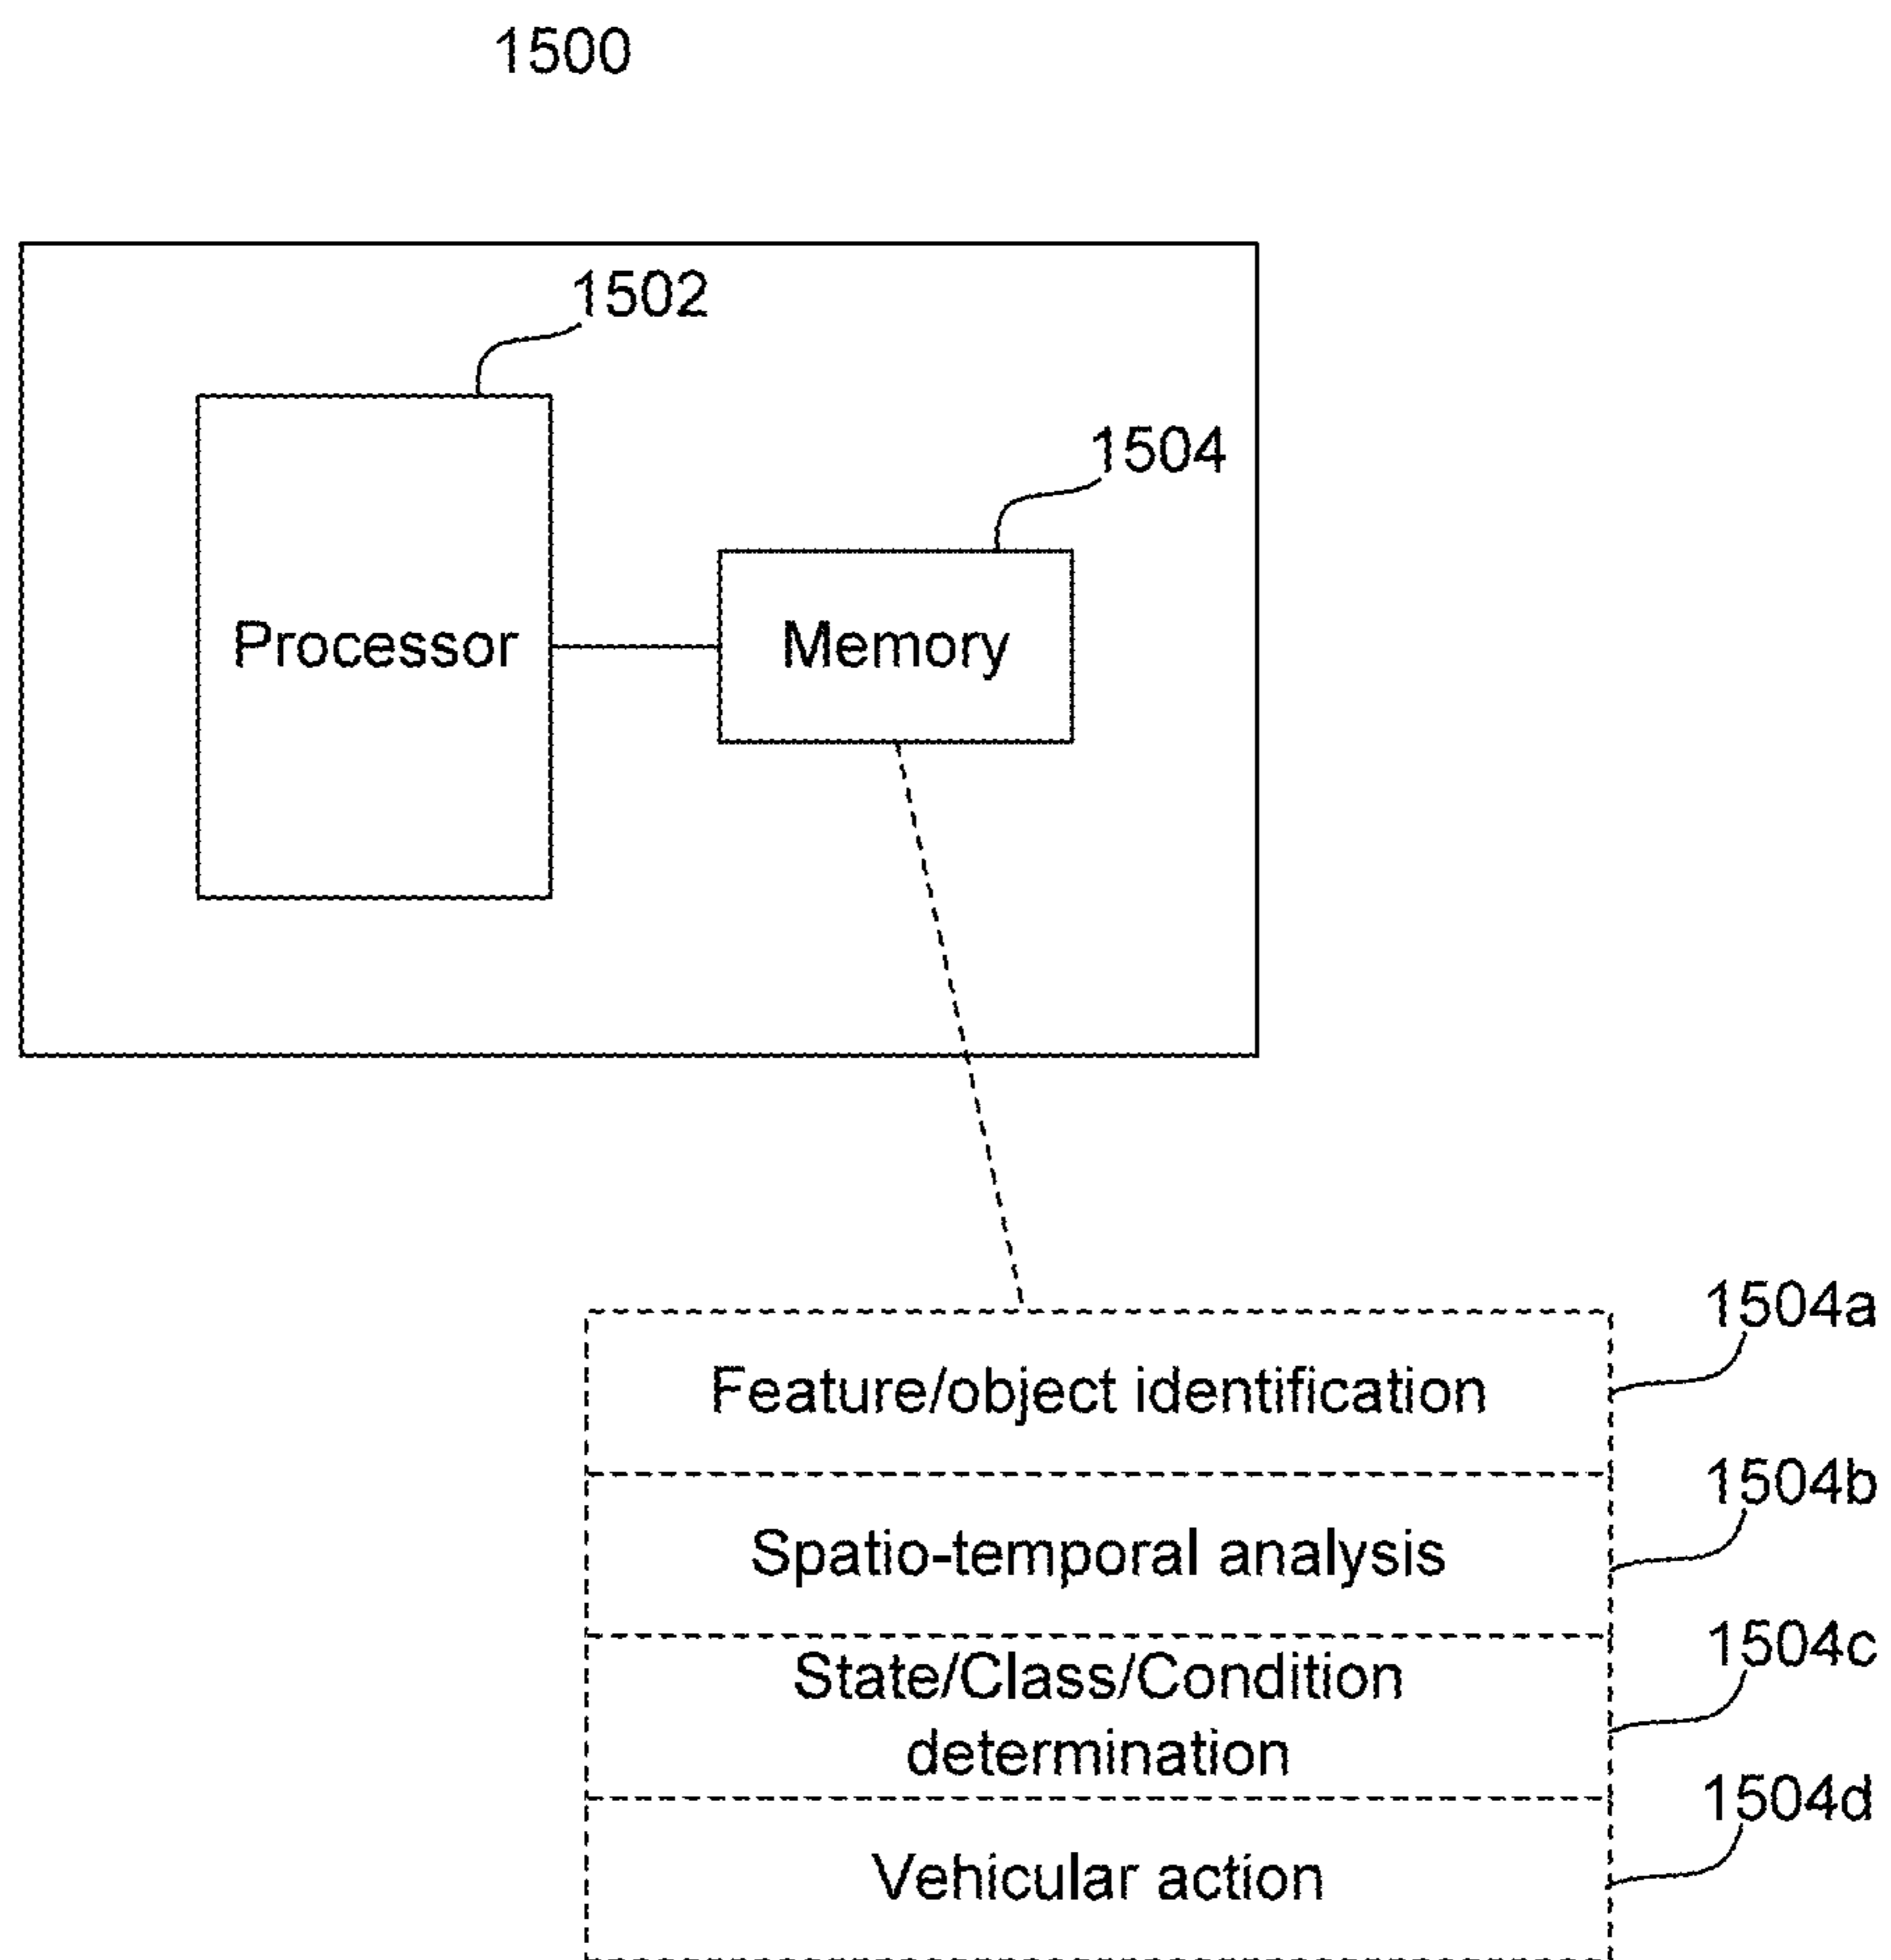 1500
1502
1504
Processor
Memory
1504a
Feature/object identification
1504b
Spatio-temporal analysis
1504c
State/Class/Condition
determination
1504d
Vehicular action